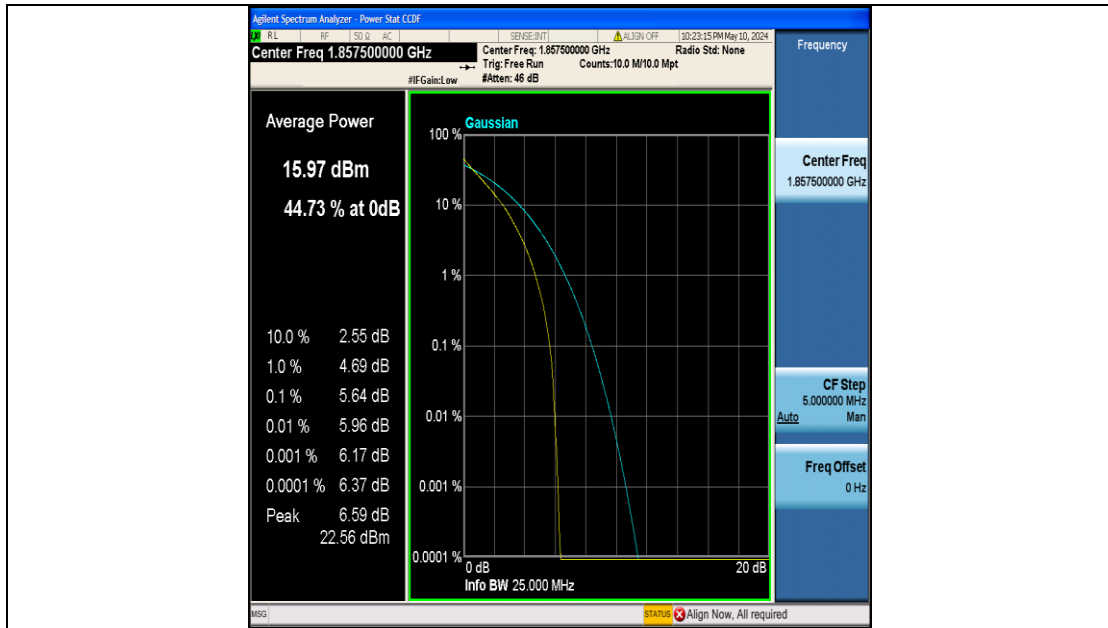 Agilent Spectrum Analyzer - Power Stat CCDF
RL RF 50 Ω AC SENSE:INT ALIGN OFF 10:23:15 PM May 10, 2024
Center Freq 1.857500000 GHz
Center Freq: 1.857500000 GHz Radio Std: None
Trig: Free Run Counts:10.0 M/10.0 Mpt
#IFGain:Low #Atten: 46 dB
Frequency
Average Power
15.97 dBm
44.73 % at 0dB
10.0 % 2.55 dB
1.0 % 4.69 dB
0.1 % 5.64 dB
0.01 % 5.96 dB
0.001 % 6.17 dB
0.0001 % 6.37 dB
Peak 6.59 dB
22.56 dBm
Gaussian
100 %
10 %
1 %
0.1 %
0.01 %
0.001 %
0.0001 %
0 dB 20 dB
Info BW 25.000 MHz
Center Freq
1.857500000 GHz
CF Step
5.000000 MHz
Auto Man
Freq Offset
0 Hz
MSG STATUS Align Now, All required